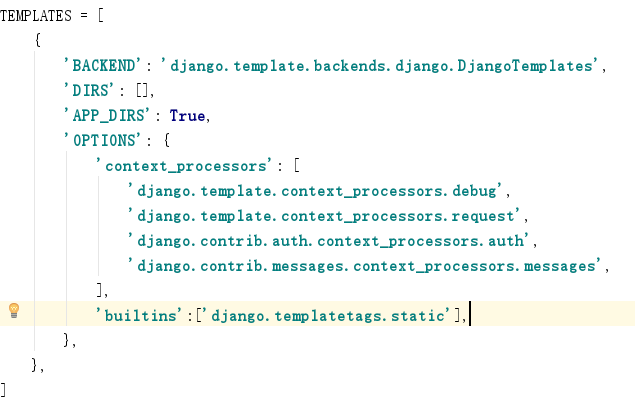 TEMPLATES = [
    {
        'BACKEND': 'django.template.backends.django.DjangoTemplates',
        'DIRS': [],
        'APP_DIRS': True,
        'OPTIONS': {
            'context_processors': [
                'django.template.context_processors.debug',
                'django.template.context_processors.request',
                'django.contrib.auth.context_processors.auth',
                'django.contrib.messages.context_processors.messages',
            ],
            'builtins':['django.templatetags.static'],
        },
    },
]